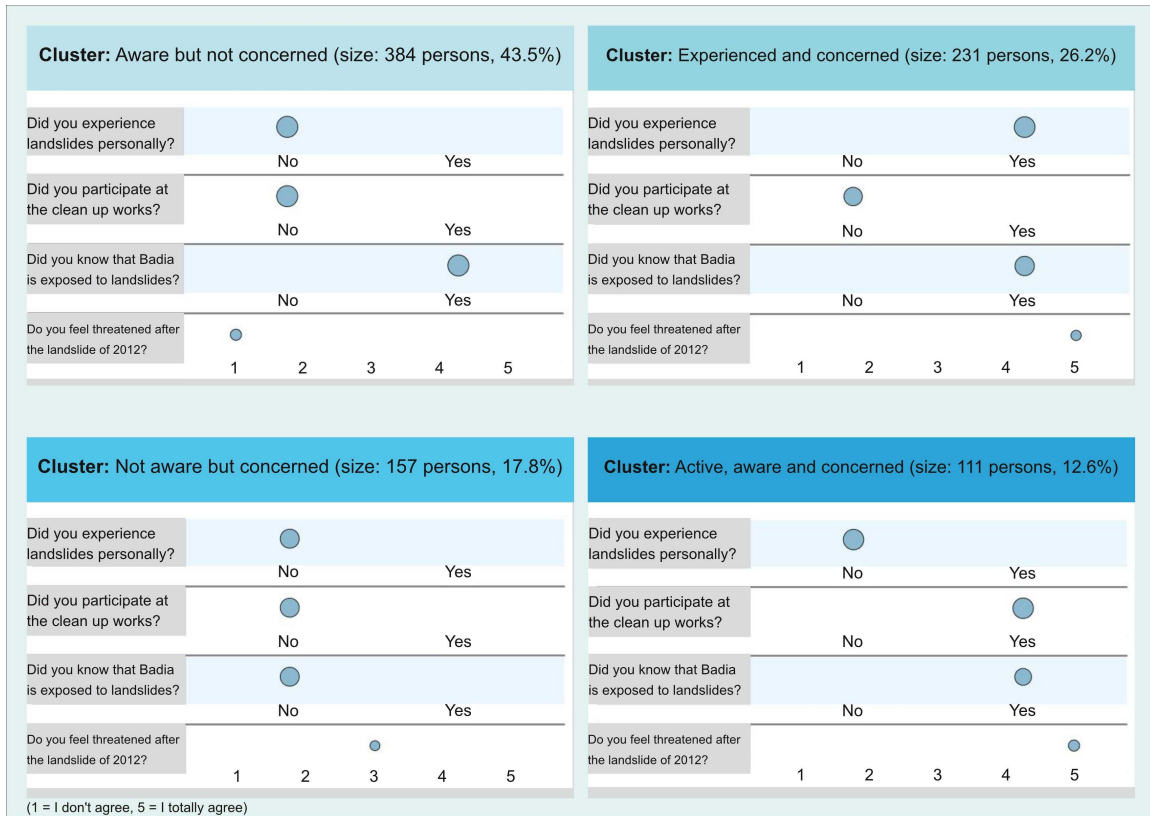 Cluster: Aware but not concerned (size: 384 persons, 43.5%)
Did you experience
landslides personally?
No Yes
Did you participate at
the clean up works?
No Yes
Did you know that Badia
is exposed to landslides?
No Yes
Do you feel threatened after
the landslide of 2012?
1 2 3 4 5
Cluster: Experienced and concerned (size: 231 persons, 26.2%)
Did you experience
landslides personally?
No Yes
Did you participate at
the clean up works?
No Yes
Did you know that Badia
is exposed to landslides?
No Yes
Do you feel threatened after
the landslide of 2012?
1 2 3 4 5
Cluster: Not aware but concerned (size: 157 persons, 17.8%)
Did you experience
landslides personally?
No Yes
Did you participate at
the clean up works?
No Yes
Did you know that Badia
is exposed to landslides?
No Yes
Do you feel threatened after
the landslide of 2012?
1 2 3 4 5
Cluster: Active, aware and concerned (size: 111 persons, 12.6%)
Did you experience
landslides personally?
No Yes
Did you participate at
the clean up works?
No Yes
Did you know that Badia
is exposed to landslides?
No Yes
Do you feel threatened after
the landslide of 2012?
1 2 3 4 5
(1 = I don't agree, 5 = I totally agree)